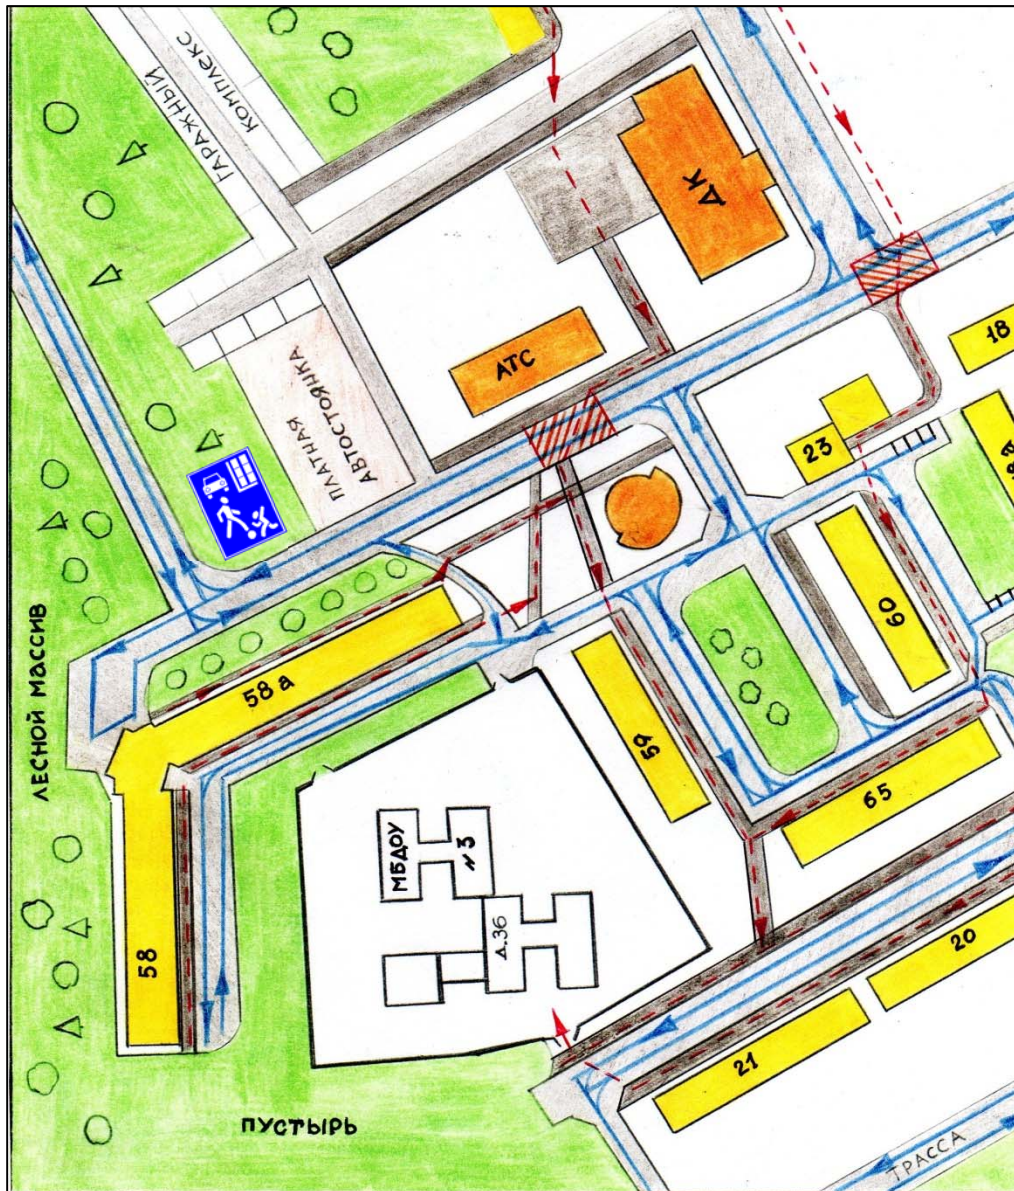 ГАРАЖНЫЙ
КОМПЛЕКС
ДК
АТС
ПЛАТНАЯ
АВТОСТОЯНКА
18
23
60
ЛЕСНОЙ МАССИВ
58а
59
65
МБДОУ
№3
д.36
58
20
21
ПУСТЫРЬ
ТРАССА